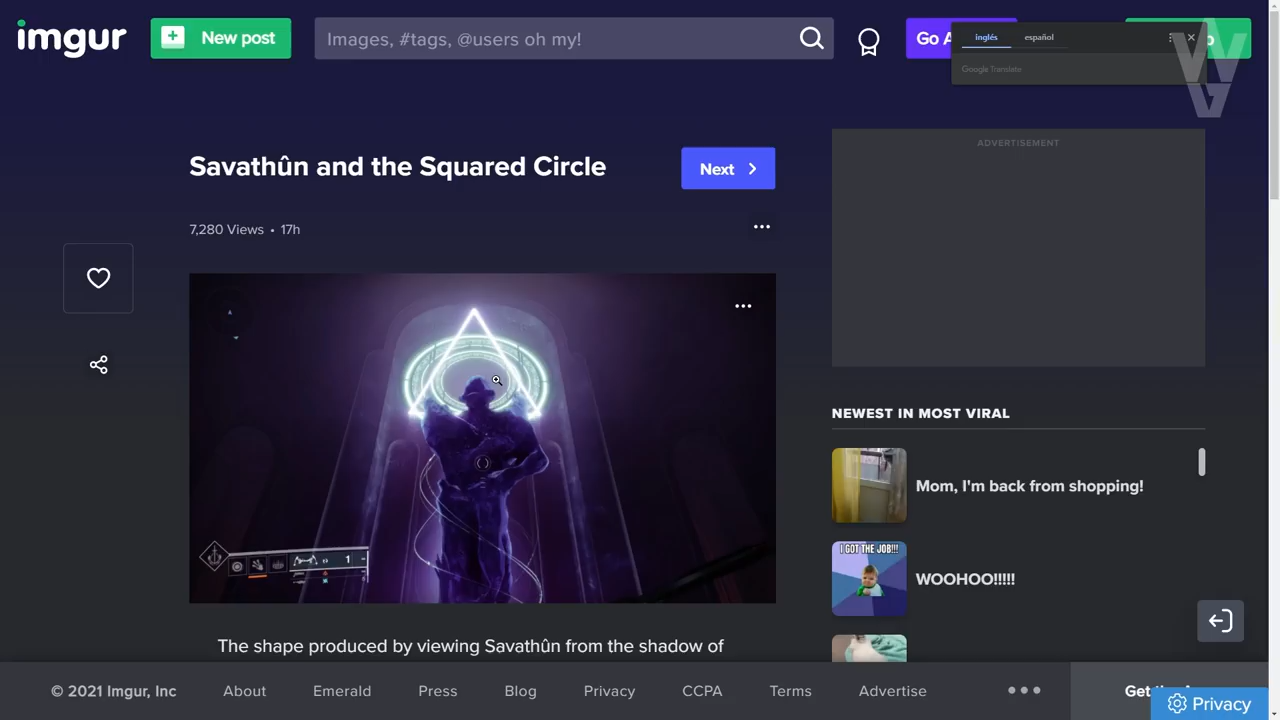 imgur
New post
Images, #tags, @users oh my!
Go A
inglés
español
Google Translate
Savathûn and the Squared Circle
Next
7,280 Views • 17h
ADVERTISEMENT
1
The shape produced by viewing Savathûn from the shadow of
NEWEST IN MOST VIRAL
Mom, I'm back from shopping!
I GOT THE JOB!!!
WOOHOO!!!!!
© 2021 Imgur, Inc
About
Emerald
Press
Blog
Privacy
CCPA
Terms
Advertise
Privacy